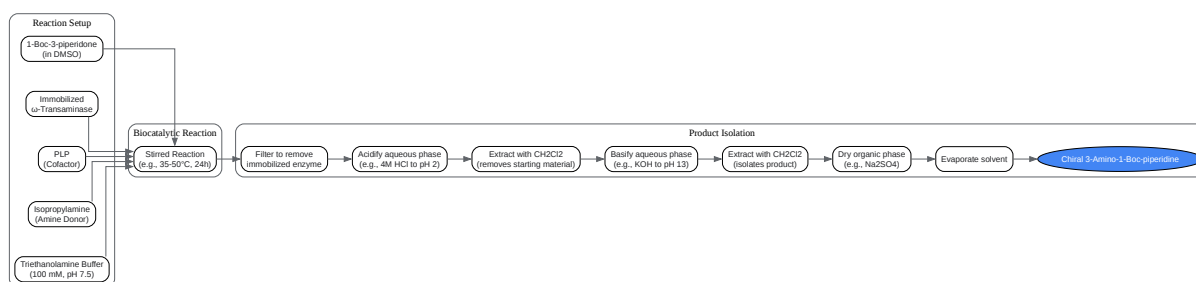 Reaction Setup
1-Boc-3-piperidone
(in DMSO)
Immobilized
ω-Transaminase
PLP
(Cofactor)
Isopropylamine
(Amine Donor)
Triethanolamine Buffer
(100 mM, pH 7.5)
Biocatalytic Reaction
Stirred Reaction
(e.g., 35-50°C, 24h)
Product Isolation
Filter to remove
immobilized enzyme
Acidify aqueous phase
(e.g., 4M HCl to pH 2)
Extract with CH2Cl2
(removes starting material)
Basify aqueous phase
(e.g., KOH to pH 13)
Extract with CH2Cl2
(isolates product)
Dry organic phase
(e.g., Na2SO4)
Evaporate solvent
Chiral 3-Amino-1-Boc-piperidine